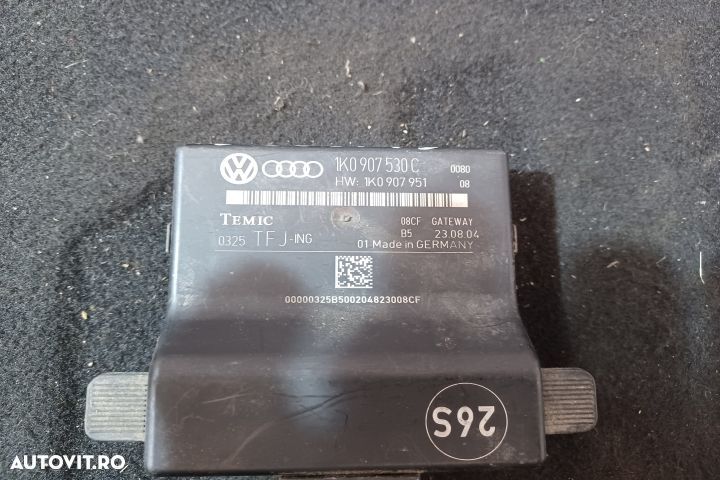 1K0 907 530 C 0080
HW: 1K0 907 951 08
TEMIC 08CF GATEWAY
B5 23.08.04
0325 TFJ-ING 01 Made in GERMANY
00000325B500204823008CF
26S
AUTOVIT.RO